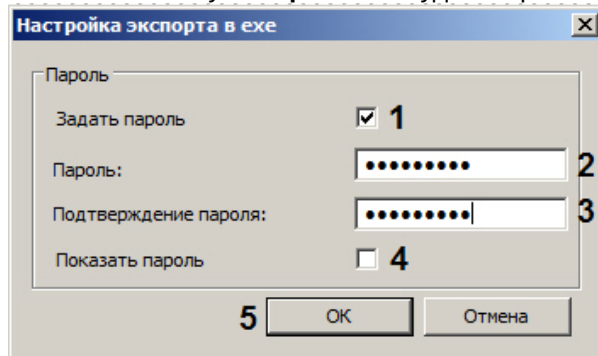 Настройка экспорта в exe
Пароль
Задать пароль 1
Пароль: ●●●●●●●●● 2
Подтверждение пароля: ●●●●●●●●● 3
Показать пароль 4
5 OK Отмена